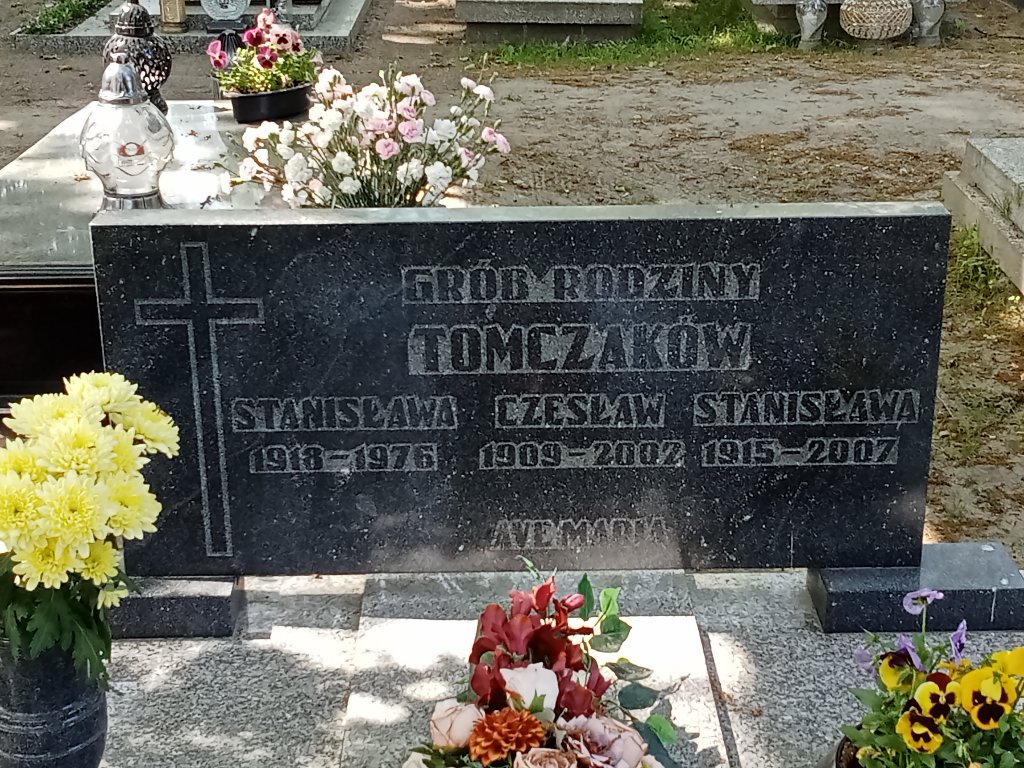 GRÓB RODZINY
TOMCZAKÓW
STANISŁAWA CZESŁAW STANISŁAWA
1918-1976 1909-2002 1915-2007
AVE MARIA